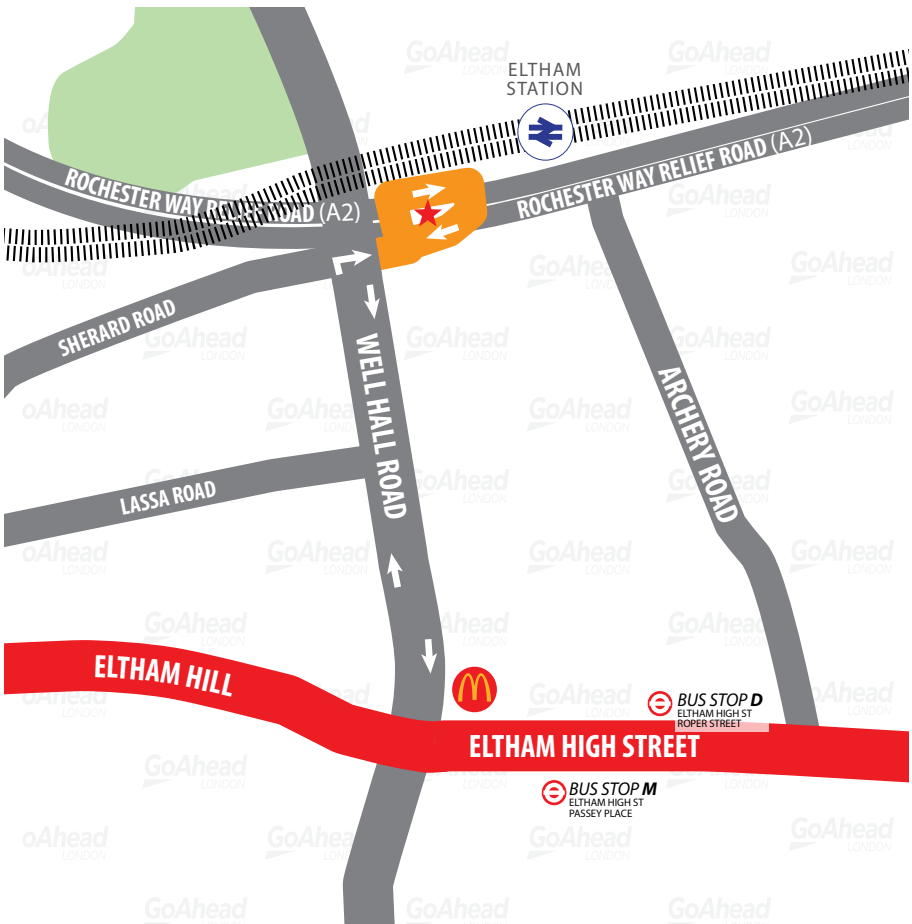 ELTHAM
STATION
ROCHESTER WAY RELIEF ROAD (A2)
ROCHESTER WAY RELIEF ROAD (A2)
SHERARD ROAD
WELL HALL ROAD
ARCHERY ROAD
LASSA ROAD
ELTHAM HILL
BUS STOP D
ELTHAM HIGH ST
ROPER STREET
ELTHAM HIGH STREET
BUS STOP M
ELTHAM HIGH ST
PASSEY PLACE
GoAhead
LONDON